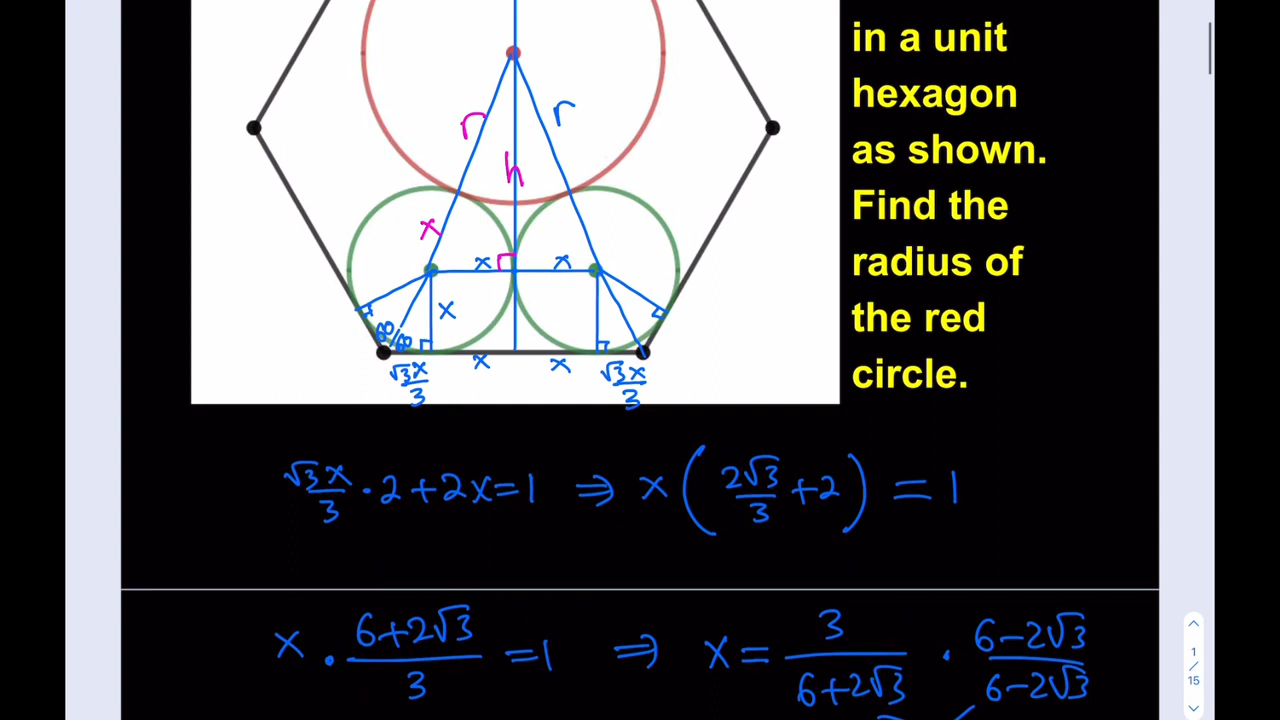 in a unit
hexagon
as shown.
Find the
radius of
the red
circle.
r r
h
x
x x
x
60
60
x x
√3x/3 √3x/3
√3x/3 · 2 + 2x = 1 ⇒ x(2√3/3 + 2) = 1
x · (6+2√3)/3 = 1 ⇒ x = 3/(6+2√3) · (6−2√3)/(6−2√3)
1
/
15